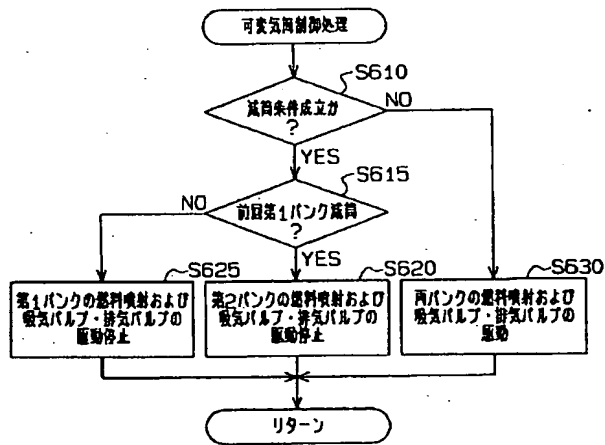 可変気筒制御処理
S610
減筒条件成立か
?
NO
YES
S615
前回第1バンク減筒
?
NO
YES
S625
S620
S630
第1バンクの燃料噴射および
吸気バルブ・排気バルブの
駆動停止
第2バンクの燃料噴射および
吸気バルブ・排気バルブの
駆動停止
両バンクの燃料噴射および
吸気バルブ・排気バルブの
駆動
リターン